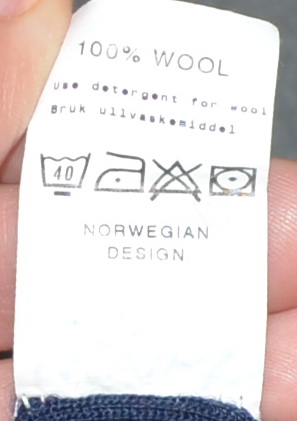 100% WOOL
use detergent for wool
Bruk ullvaskemiddel
40
NORWEGIAN
DESIGN